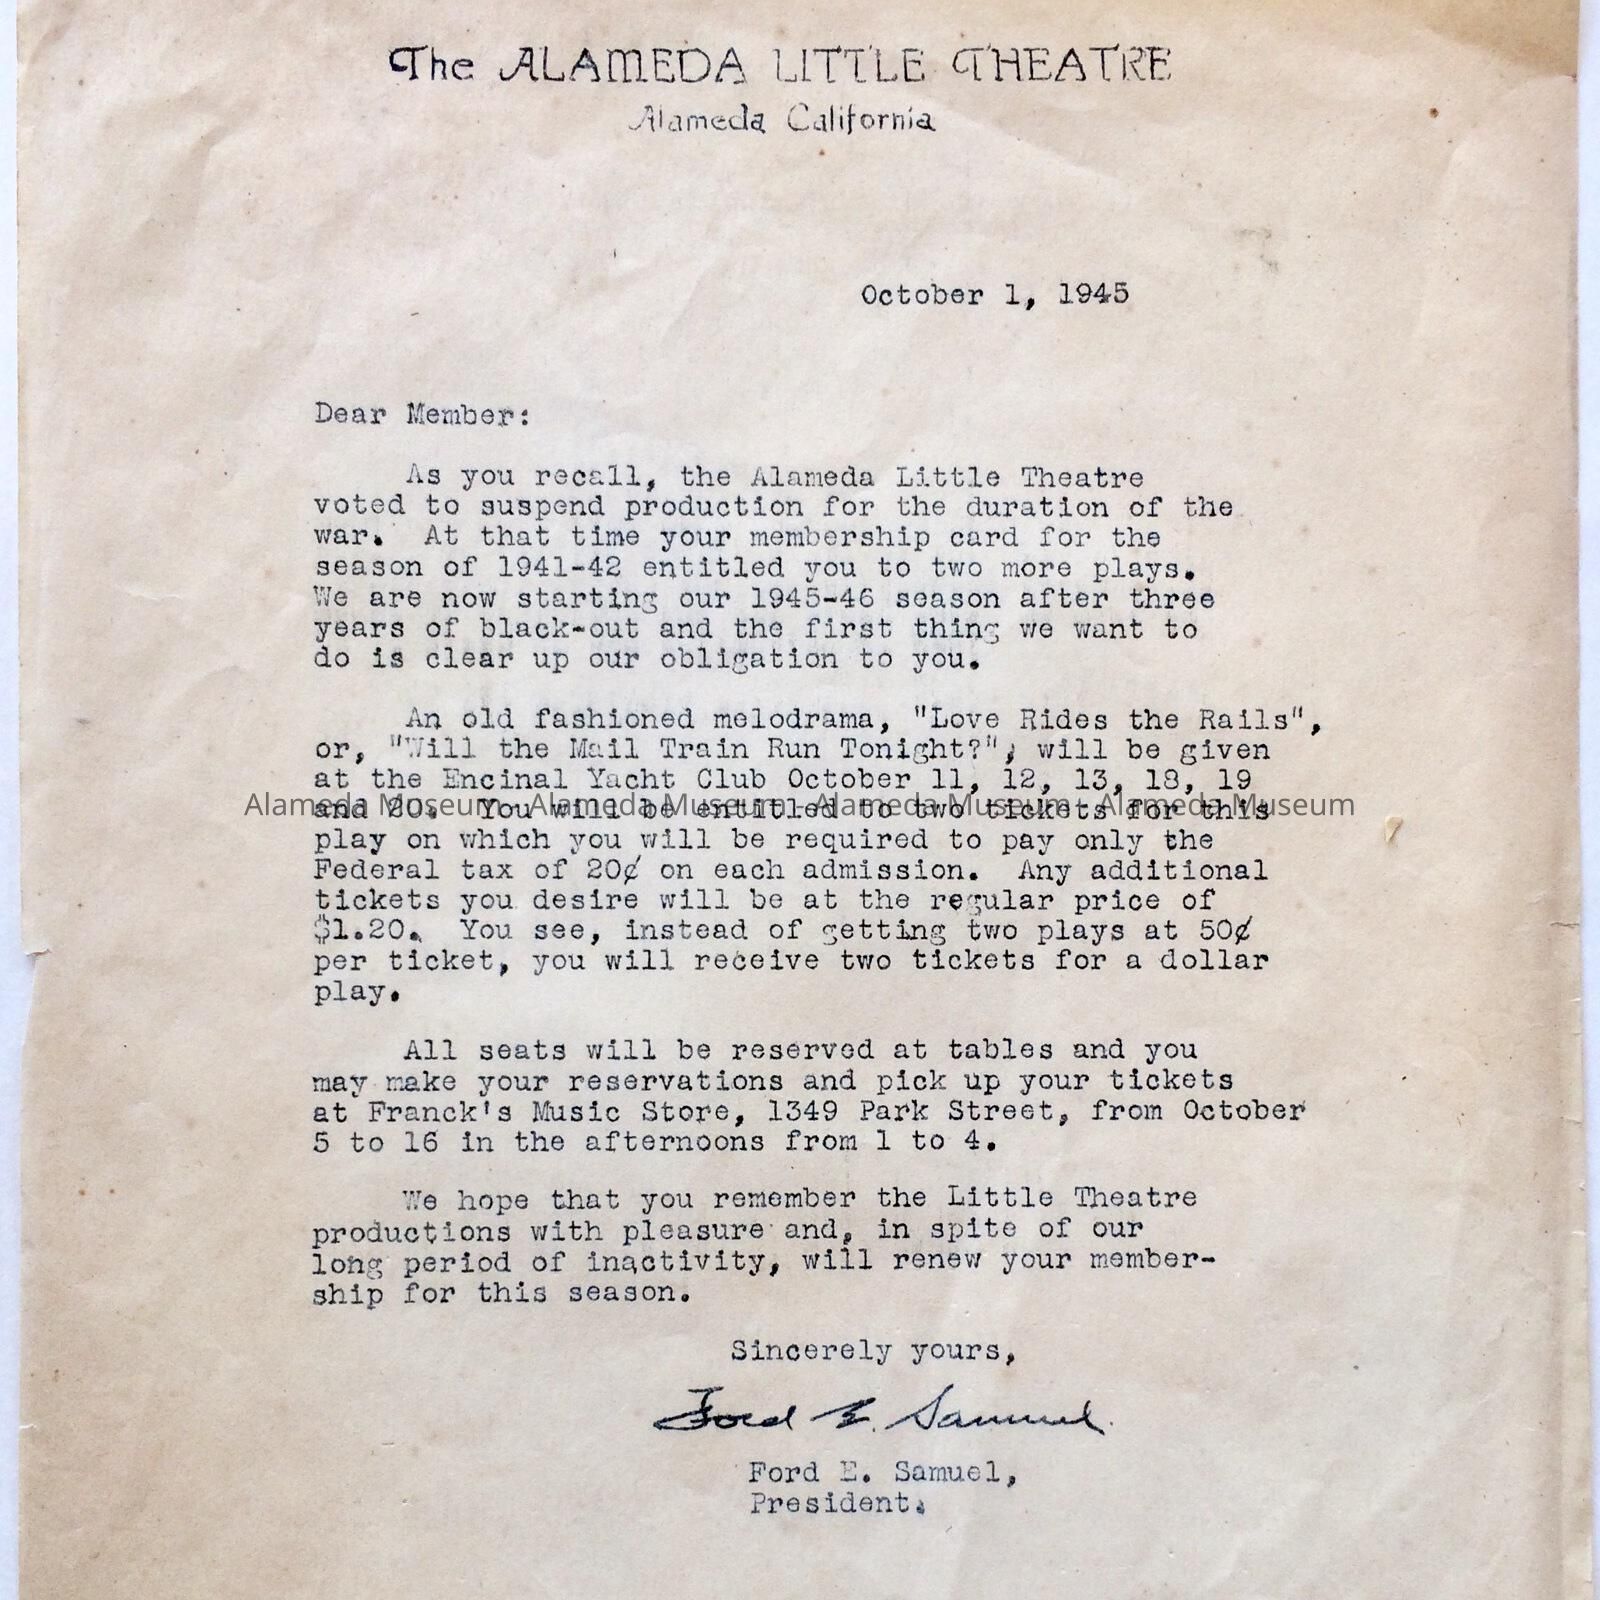 The ALAMEDA LITTLE THEATRE
Alameda California
October 1, 1945
Dear Member:
As you recall, the Alameda Little Theatre
voted to suspend production for the duration of the
war. At that time your membership card for the
season of 1941-42 entitled you to two more plays.
We are now starting our 1945-46 season after three
years of black-out and the first thing we want to
do is clear up our obligation to you.
An old fashioned melodrama, "Love Rides the Rails",
or, "Will the Mail Train Run Tonight?", will be given
at the Encinal Yacht Club October 11, 12, 13, 18, 19
and 20. You will be entitled to two tickets for this
Alameda Museum - Alameda Museum - Alameda Museum - Alameda Museum
play on which you will be required to pay only the
Federal tax of 20¢ on each admission. Any additional
tickets you desire will be at the regular price of
$1.20. You see, instead of getting two plays at 50¢
per ticket, you will receive two tickets for a dollar
play.
All seats will be reserved at tables and you
may make your reservations and pick up your tickets
at Franck's Music Store, 1349 Park Street, from October
5 to 16 in the afternoons from 1 to 4.
We hope that you remember the Little Theatre
productions with pleasure and, in spite of our
long period of inactivity, will renew your member-
ship for this season.
Sincerely yours,
Ford E. Samuel.
Ford E. Samuel,
President.